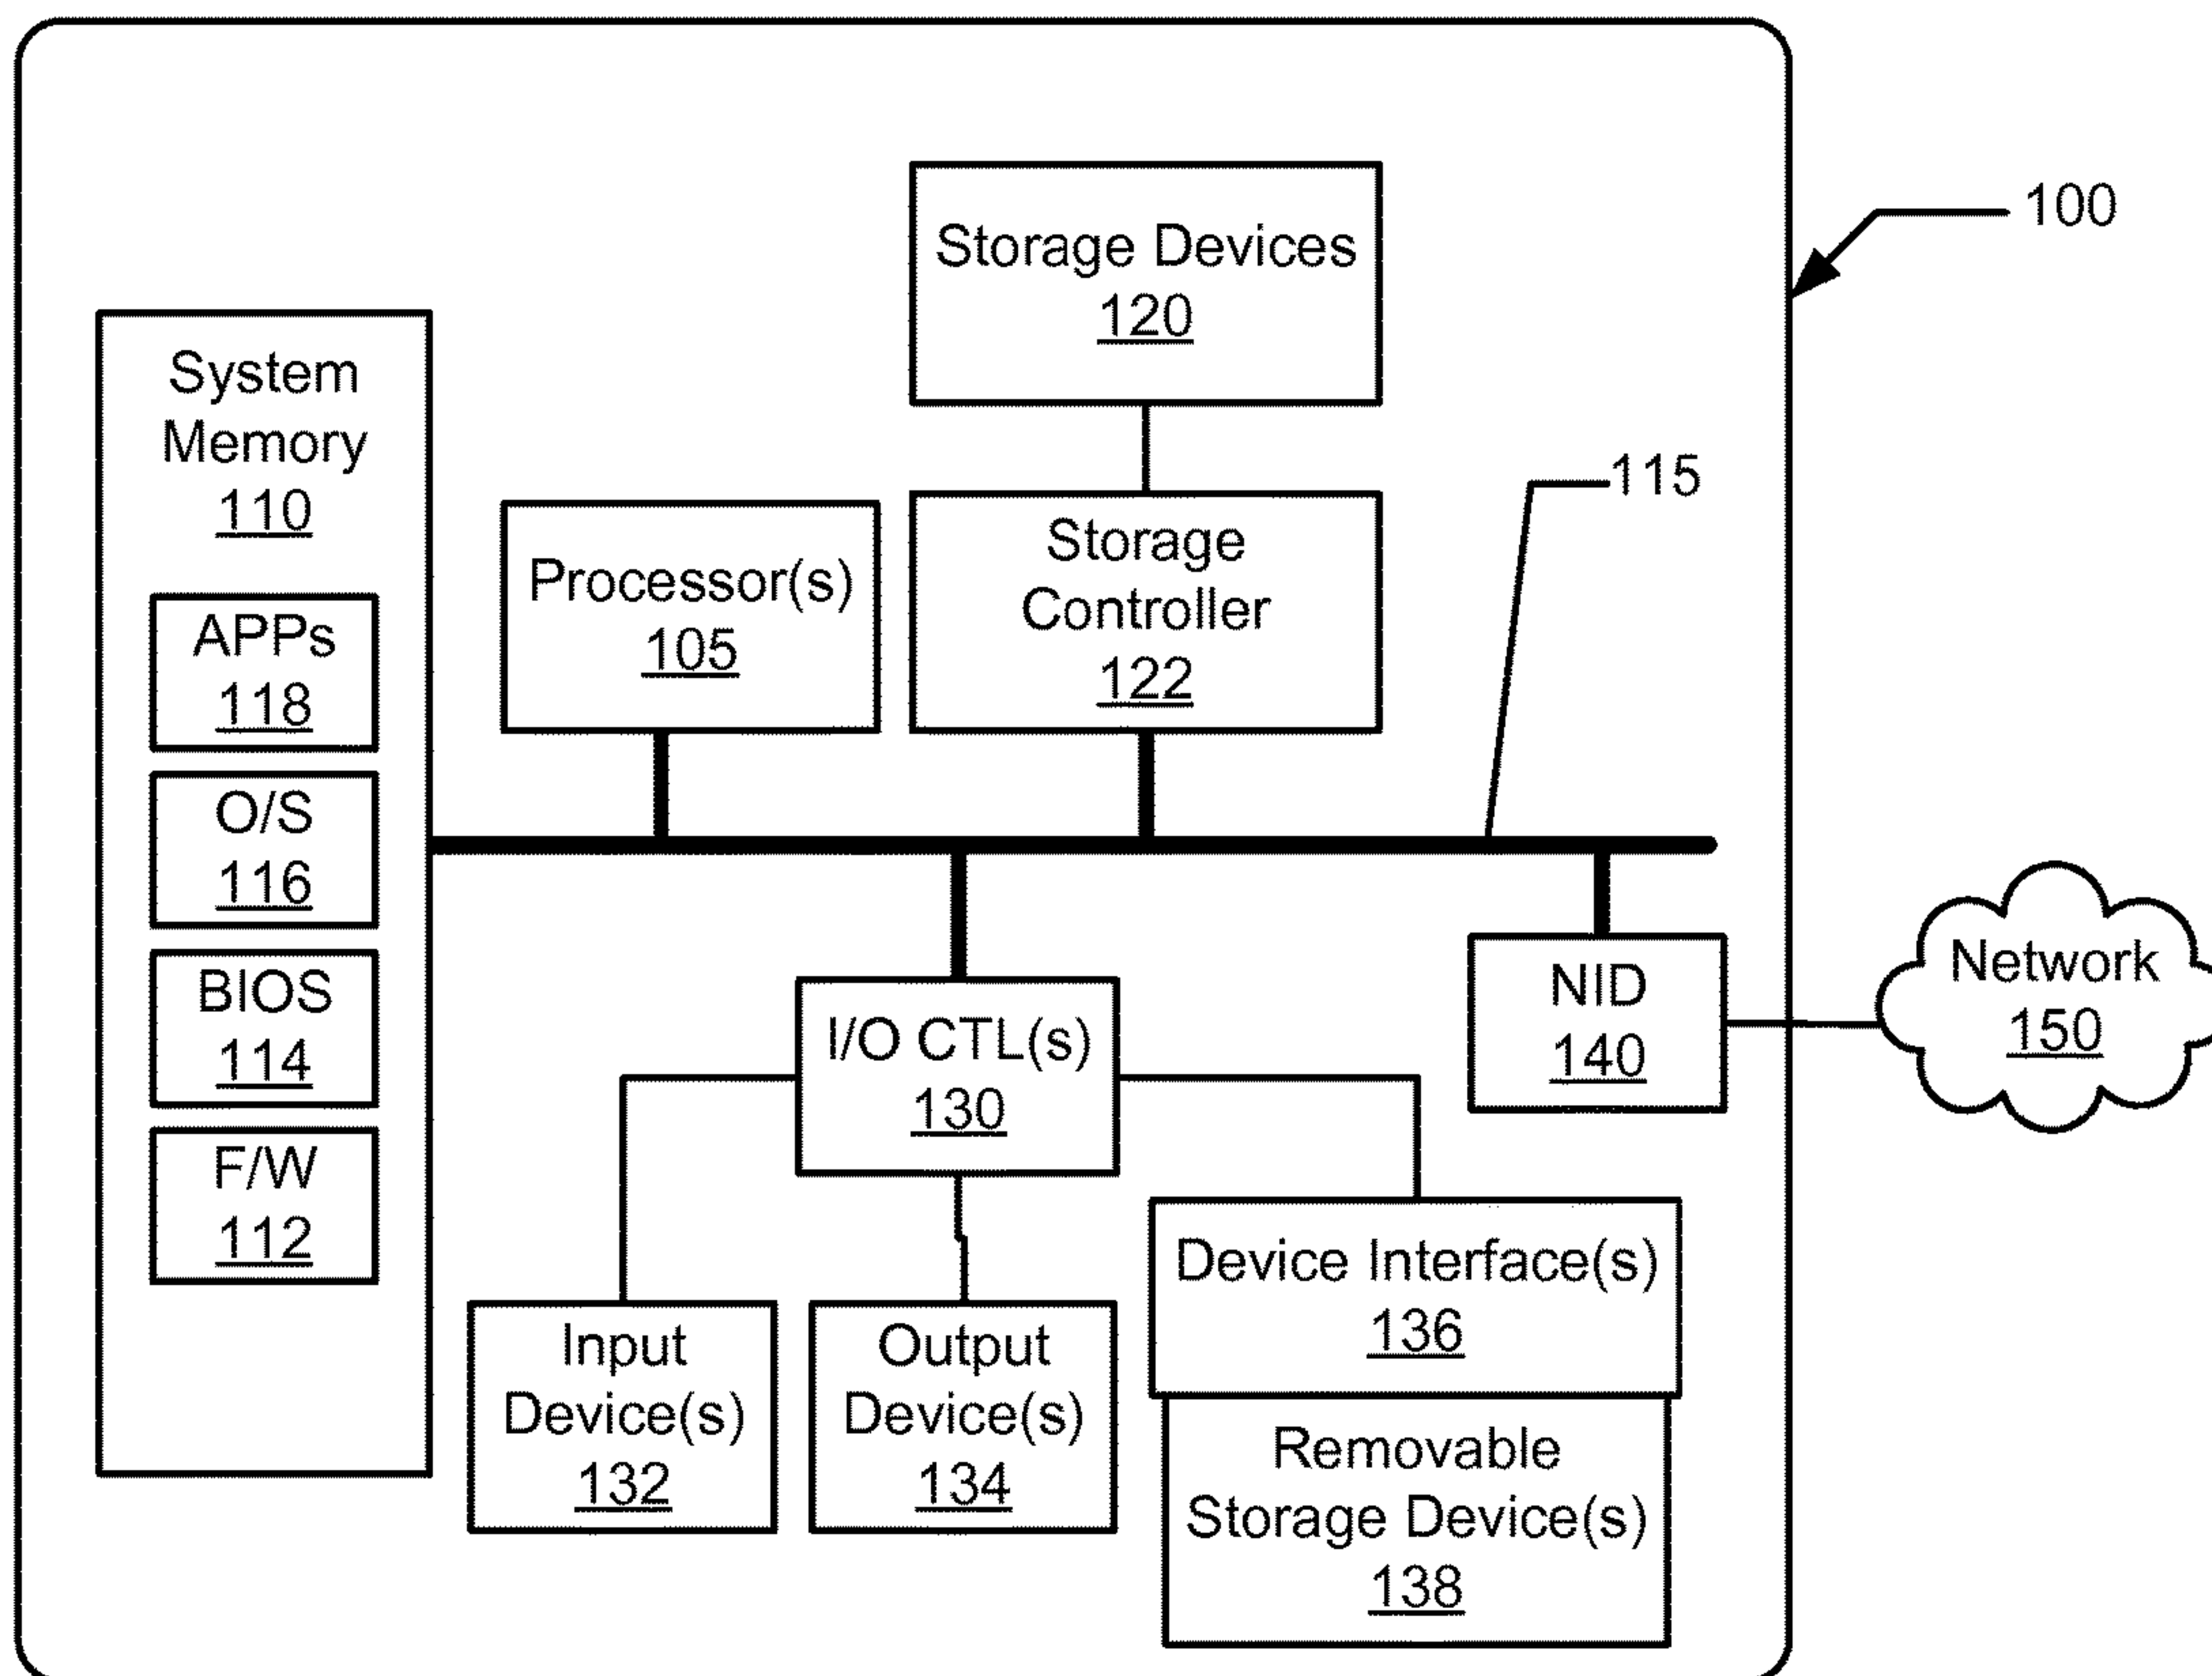 100
Storage Devices
120
System
Memory
110
115
Processor(s)
105
Storage
Controller
122
APPs
118
O/S
116
BIOS
114
F/W
112
I/O CTL(s)
130
NID
140
Network
150
Input
Device(s)
132
Output
Device(s)
134
Device Interface(s)
136
Removable
Storage Device(s)
138